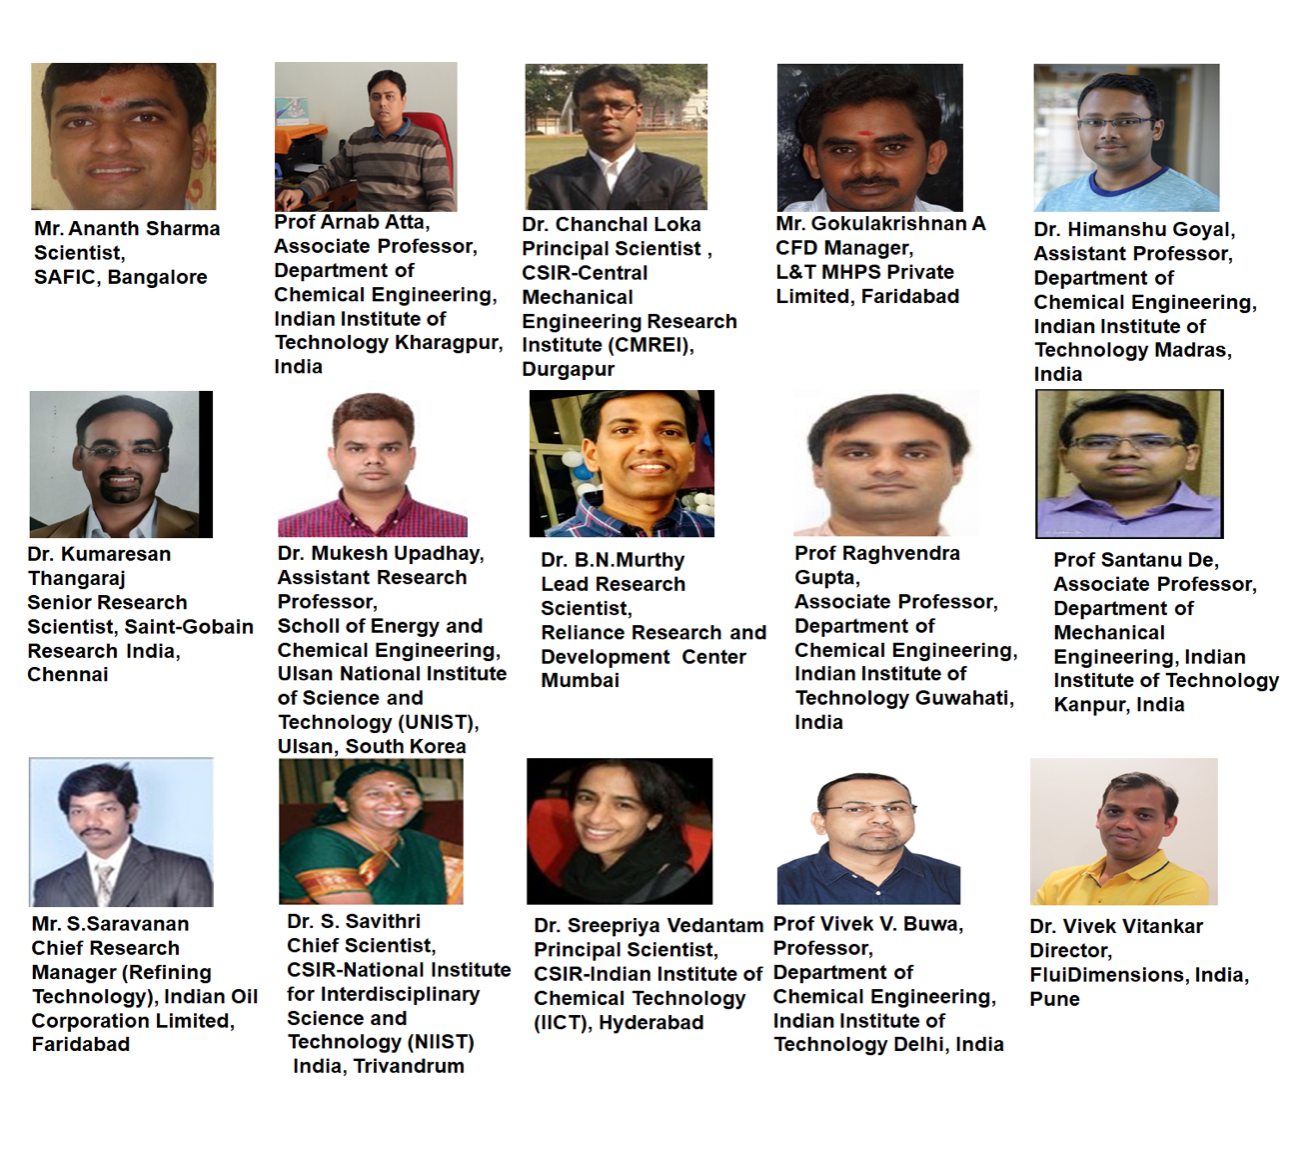 Mr. Ananth Sharma
Scientist,
SAFIC, Bangalore
Prof Arnab Atta,
Associate Professor,
Department of
Chemical Engineering,
Indian Institute of
Technology Kharagpur,
India
Dr. Chanchal Loka
Principal Scientist ,
CSIR-Central
Mechanical
Engineering Research
Institute (CMREI),
Durgapur
Mr. Gokulakrishnan A
CFD Manager,
L&T MHPS Private
Limited, Faridabad
Dr. Himanshu Goyal,
Assistant Professor,
Department of
Chemical Engineering,
Indian Institute of
Technology Madras,
India
Dr. Kumaresan
Thangaraj
Senior Research
Scientist, Saint-Gobain
Research India,
Chennai
Dr. Mukesh Upadhay,
Assistant Research
Professor,
Scholl of Energy and
Chemical Engineering,
Ulsan National Institute
of Science and
Technology (UNIST),
Ulsan, South Korea
Dr. B.N.Murthy
Lead Research
Scientist,
Reliance Research and
Development Center
Mumbai
Prof Raghvendra
Gupta,
Associate Professor,
Department of
Chemical Engineering,
Indian Institute of
Technology Guwahati,
India
Prof Santanu De,
Associate Professor,
Department of
Mechanical
Engineering, Indian
Institute of Technology
Kanpur, India
Mr. S.Saravanan
Chief Research
Manager (Refining
Technology), Indian Oil
Corporation Limited,
Faridabad
Dr. S. Savithri
Chief Scientist,
CSIR-National Institute
for Interdisciplinary
Science and
Technology (NIIST)
India, Trivandrum
Dr. Sreepriya Vedantam
Principal Scientist,
CSIR-Indian Institute of
Chemical Technology
(IICT), Hyderabad
Prof Vivek V. Buwa,
Professor,
Department of
Chemical Engineering,
Indian Institute of
Technology Delhi, India
Dr. Vivek Vitankar
Director,
FluiDimensions, India,
Pune